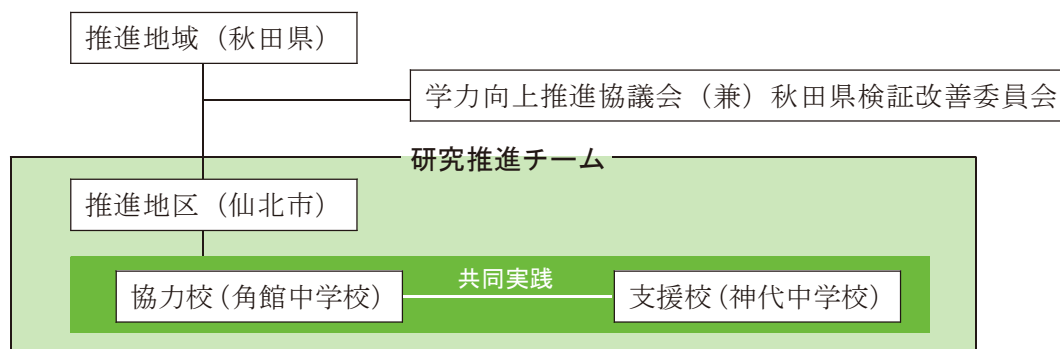 推進地域（秋田県）
学力向上推進協議会（兼）秋田県検証改善委員会
研究推進チーム
推進地区（仙北市）
共同実践
協力校（角館中学校）
支援校（神代中学校）